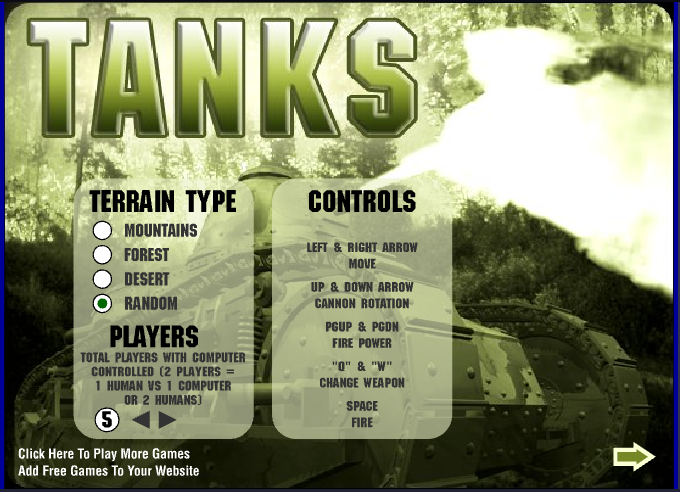 TANKS
TERRAIN TYPE
MOUNTAINS
FOREST
DESERT
RANDOM
PLAYERS
TOTAL PLAYERS WITH COMPUTER
CONTROLLED (2 PLAYERS =
1 HUMAN VS 1 COMPUTER
OR 2 HUMANS)
5
CONTROLS
LEFT & RIGHT ARROW
MOVE
UP & DOWN ARROW
CANNON ROTATION
PGUP & PGDN
FIRE POWER
"Q" & "W"
CHANGE WEAPON
SPACE
FIRE
Click Here To Play More Games
Add Free Games To Your Website